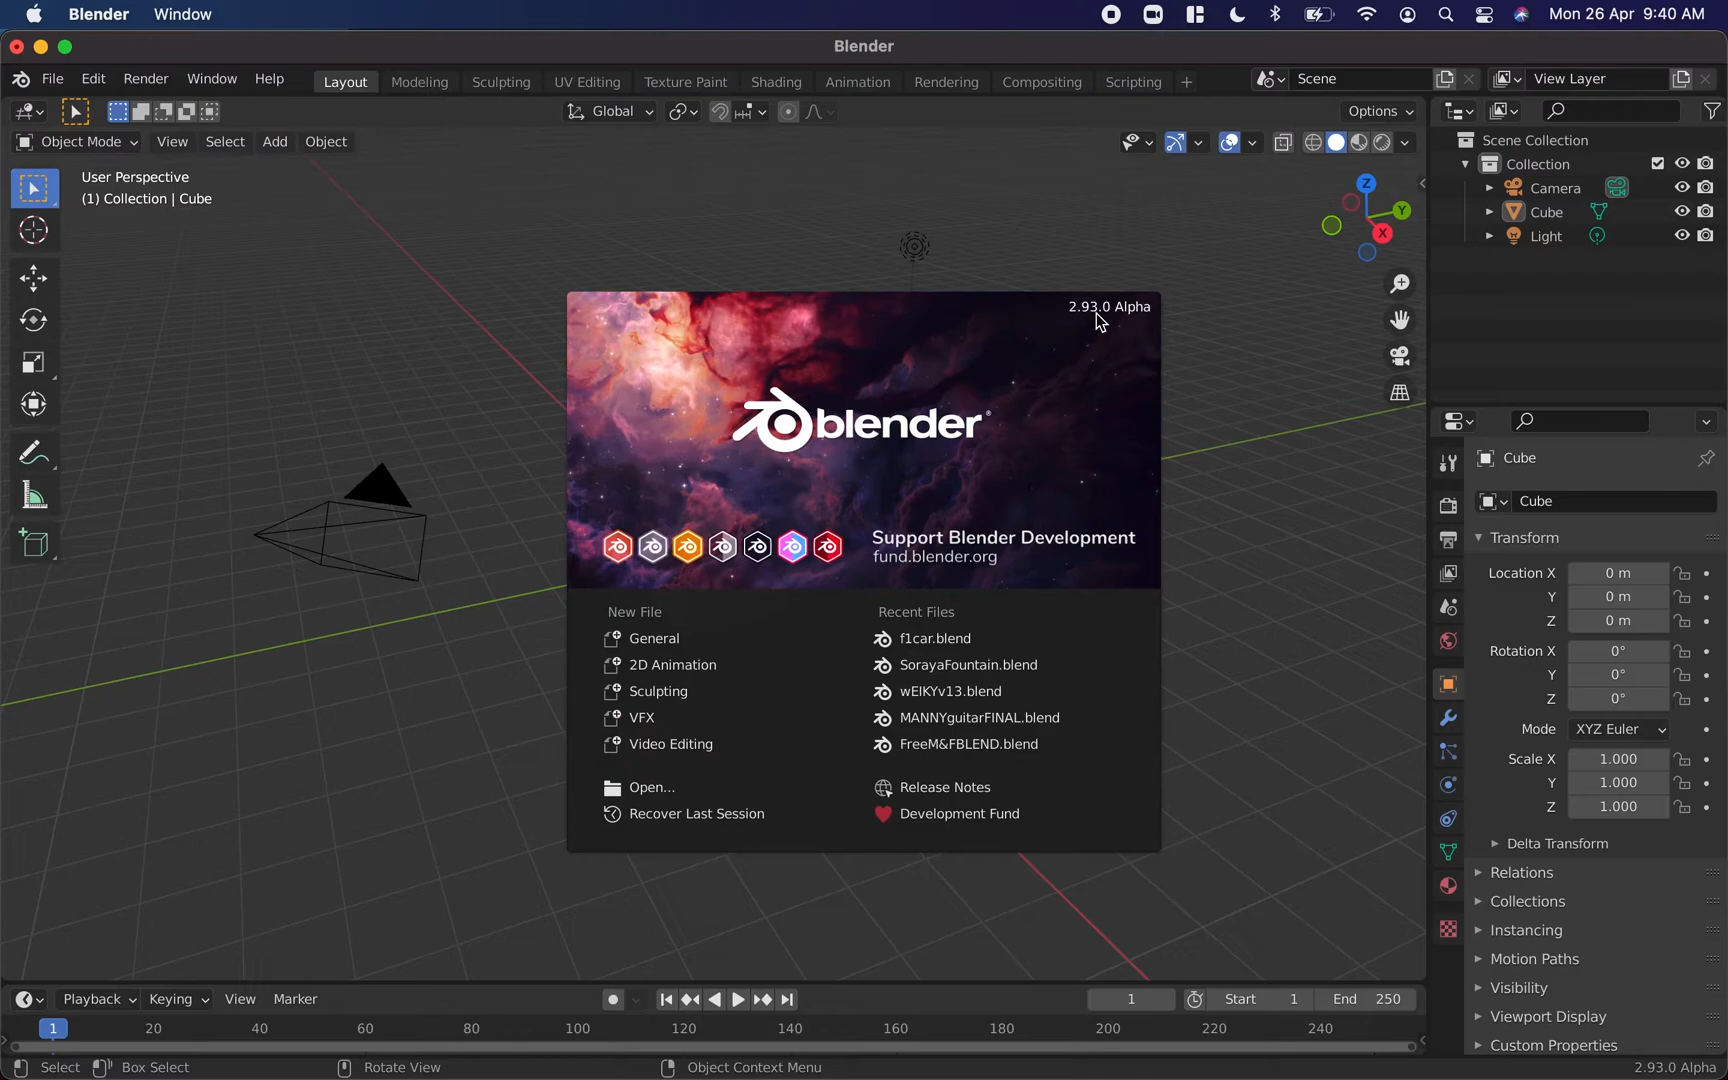 Blender Window Mon 26 Apr 9:40 AM
Blender
File Edit Render Window Help Layout Modeling Sculpting UV Editing Texture Paint Shading Animation Rendering Compositing Scripting + Scene View Layer
Global Options
Object Mode View Select Add Object
Scene Collection
Collection
Camera
Cube
Light
User Perspective
(1) Collection | Cube
Z
Y
X
2.93.0 Alpha
blender
Support Blender Development
fund.blender.org
New File
General
2D Animation
Sculpting
VFX
Video Editing
Open...
Recover Last Session
Recent Files
f1car.blend
SorayaFountain.blend
wEIKYv13.blend
MANNYguitarFINAL.blend
FreeM&FBLEND.blend
Release Notes
Development Fund
Cube
Cube
Transform
Location X 0 m
Y 0 m
Z 0 m
Rotation X 0°
Y 0°
Z 0°
Mode XYZ Euler
Scale X 1.000
Y 1.000
Z 1.000
Delta Transform
Relations
Collections
Instancing
Motion Paths
Visibility
Viewport Display
Custom Properties
Playback Keying View Marker 1 Start 1 End 250
1 20 40 60 80 100 120 140 160 180 200 220 240
Select Box Select Rotate View Object Context Menu 2.93.0 Alpha